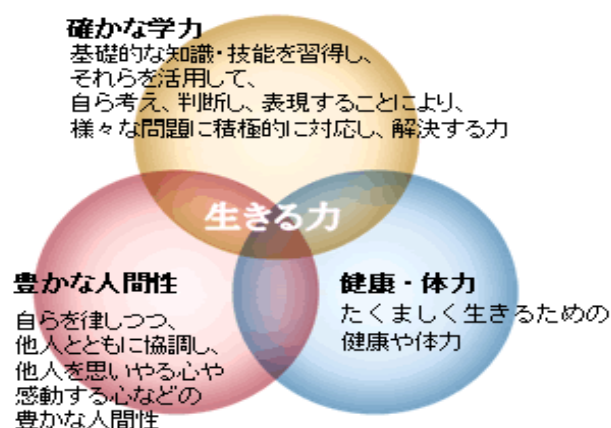 確かな学力
基礎的な知識・技能を習得し、
それらを活用して、
自ら考え、判断し、表現することにより、
様々な問題に積極的に対応し、解決する力
生きる力
豊かな人間性
自らを律しつつ、
他人とともに協調し、
他人を思いやる心や
感動する心などの
豊かな人間性
健康・体力
たくましく生きるための
健康や体力